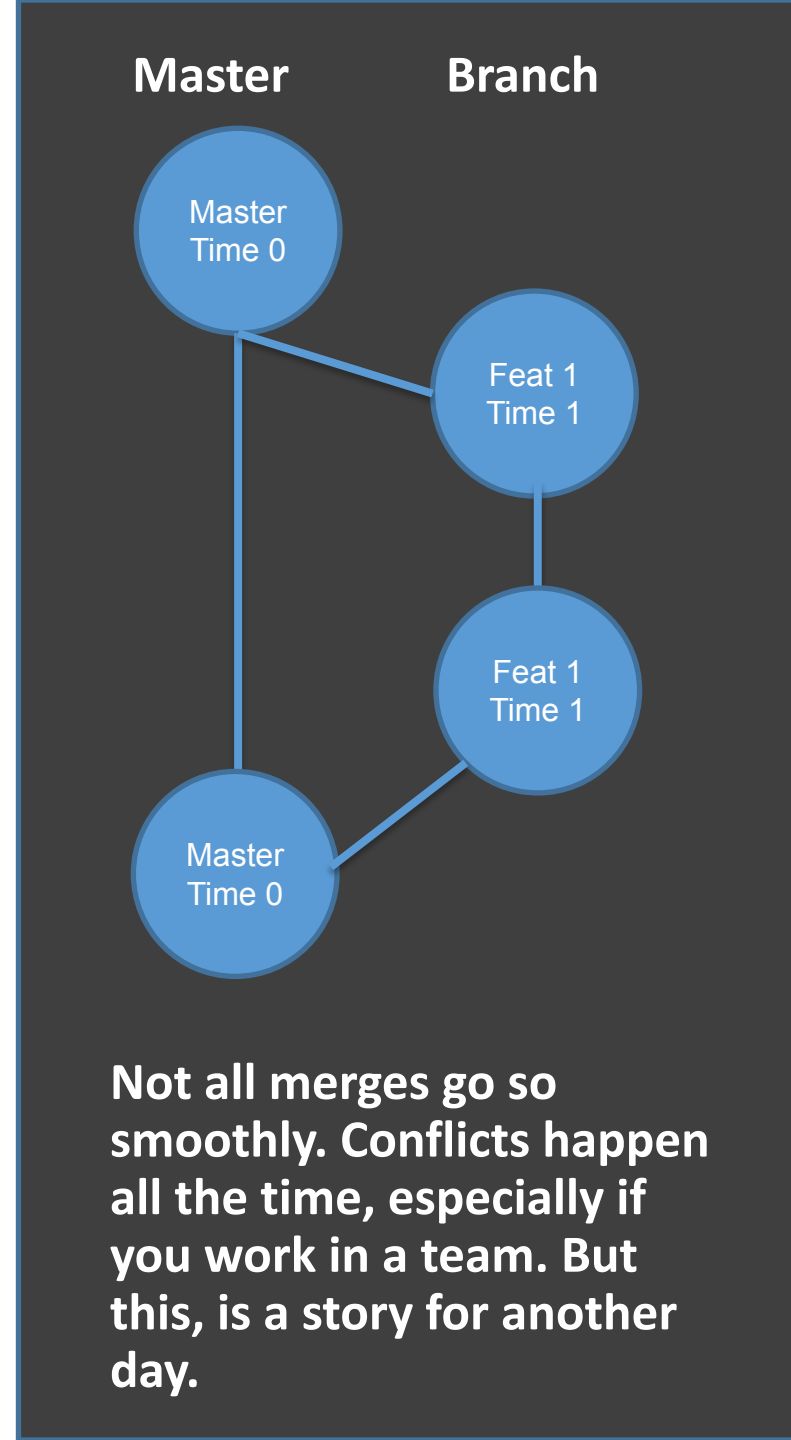 Master
Branch
Master
Time 0
Feat 1
Time 1
Feat 1
Time 1
Master
Time 0
Not all merges go so
smoothly. Conflicts happen
all the time, especially if
you work in a team. But
this, is a story for another
day.